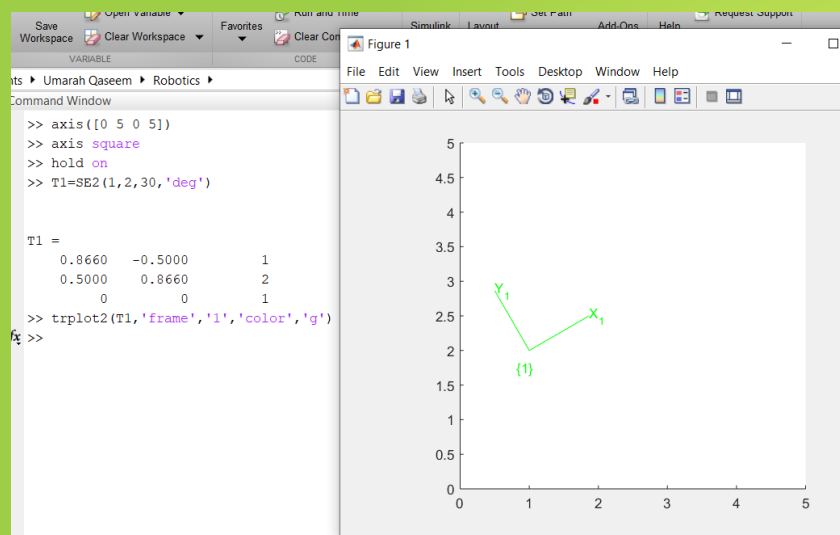 Open Variable
Run and Time
Set Path
Request Support
Save
Workspace
Clear Workspace
Favorites
Clear Com
Simulink
Layout
Add-Ons
Help
VARIABLE
CODE
nts ▸ Umarah Qaseem ▸ Robotics ▸
Command Window
>> axis([0 5 0 5])
>> axis square
>> hold on
>> T1=SE2(1,2,30,'deg')
T1 =
0.8660 -0.5000 1
0.5000 0.8660 2
0 0 1
>> trplot2(T1,'frame','1','color','g')
fx >>
Figure 1
File Edit View Insert Tools Desktop Window Help
5
4.5
4
3.5
3
2.5
2
1.5
1
0.5
0
Y1
X1
{1}
0 1 2 3 4 5